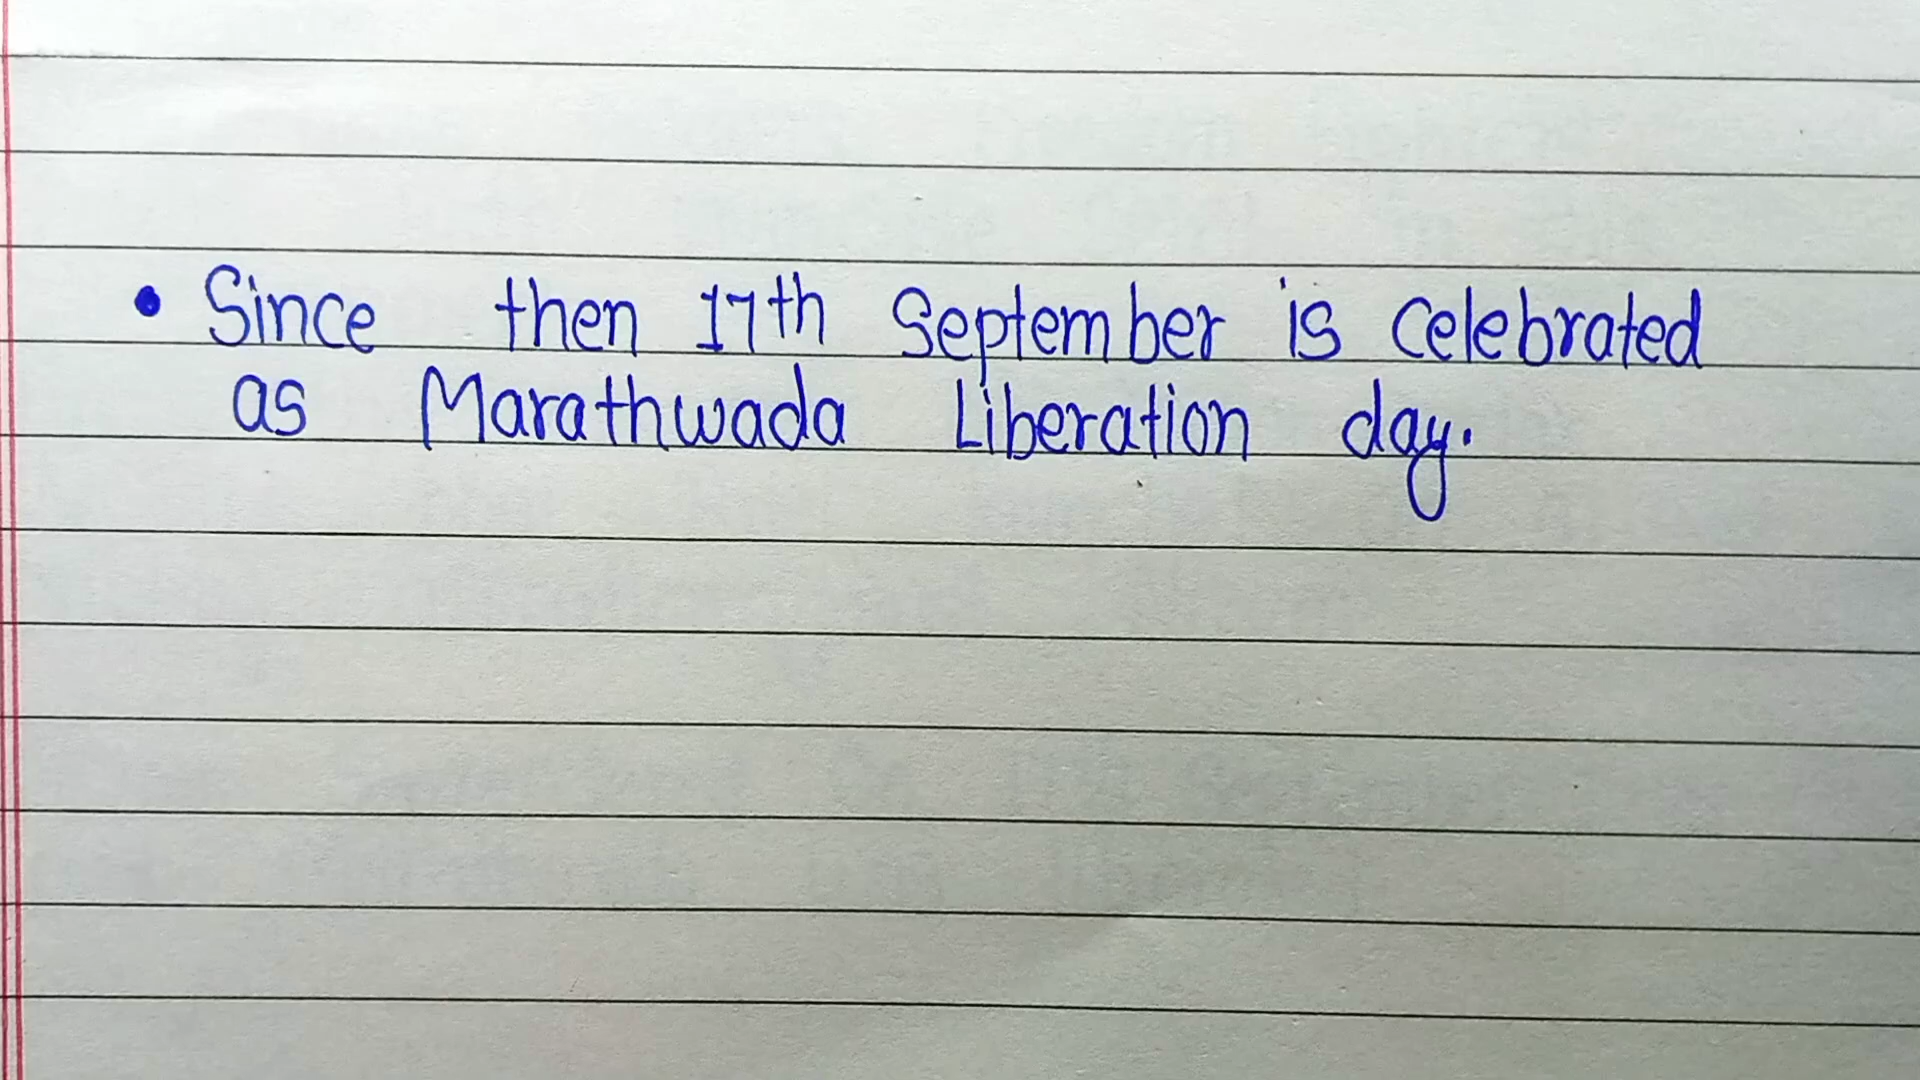 • Since then 17th September is celebrated
as Marathwada Liberation day.